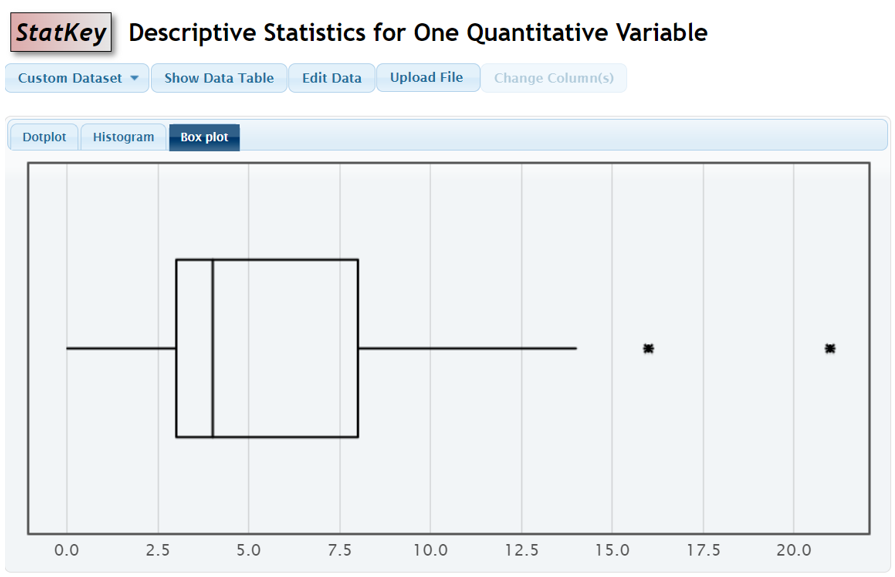 StatKey Descriptive Statistics for One Quantitative Variable
Custom Dataset Show Data Table Edit Data Upload File Change Column(s)
Dotplot Histogram Box plot
0.0 2.5 5.0 7.5 10.0 12.5 15.0 17.5 20.0